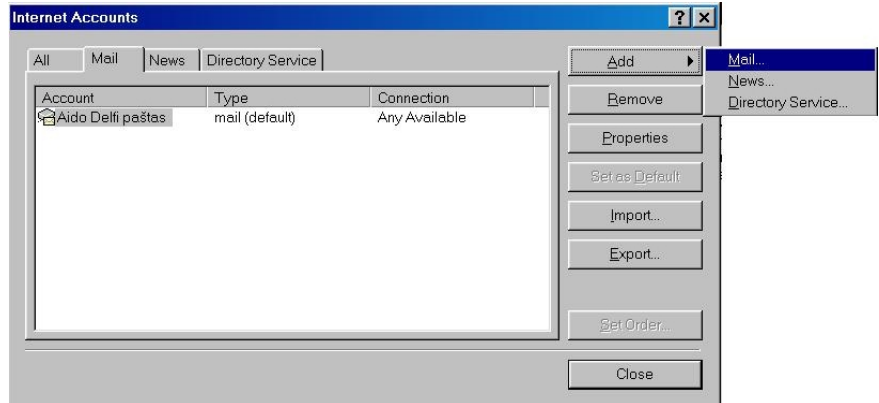 Internet Accounts
All Mail News Directory Service
Account Type Connection
Aido Delfi paštas mail (default) Any Available
Add
Remove
Properties
Set as Default
Import...
Export...
Set Order...
Close
Mail...
News...
Directory Service...